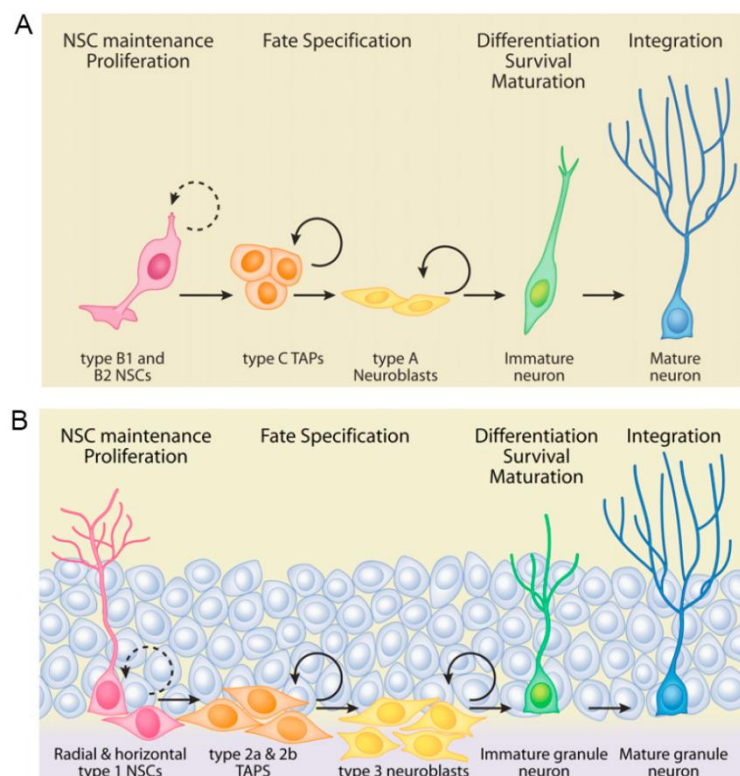 A
NSC maintenance
Proliferation
Fate Specification
Differentiation
Survival
Maturation
Integration
type B1 and
B2 NSCs
type C TAPs
type A
Neuroblasts
Immature
neuron
Mature
neuron
B
NSC maintenance
Proliferation
Fate Specification
Differentiation
Survival
Maturation
Integration
Radial & horizontal
type 1 NSCs
type 2a & 2b
TAPS
type 3 neuroblasts
Immature granule
neuron
Mature granule
neuron